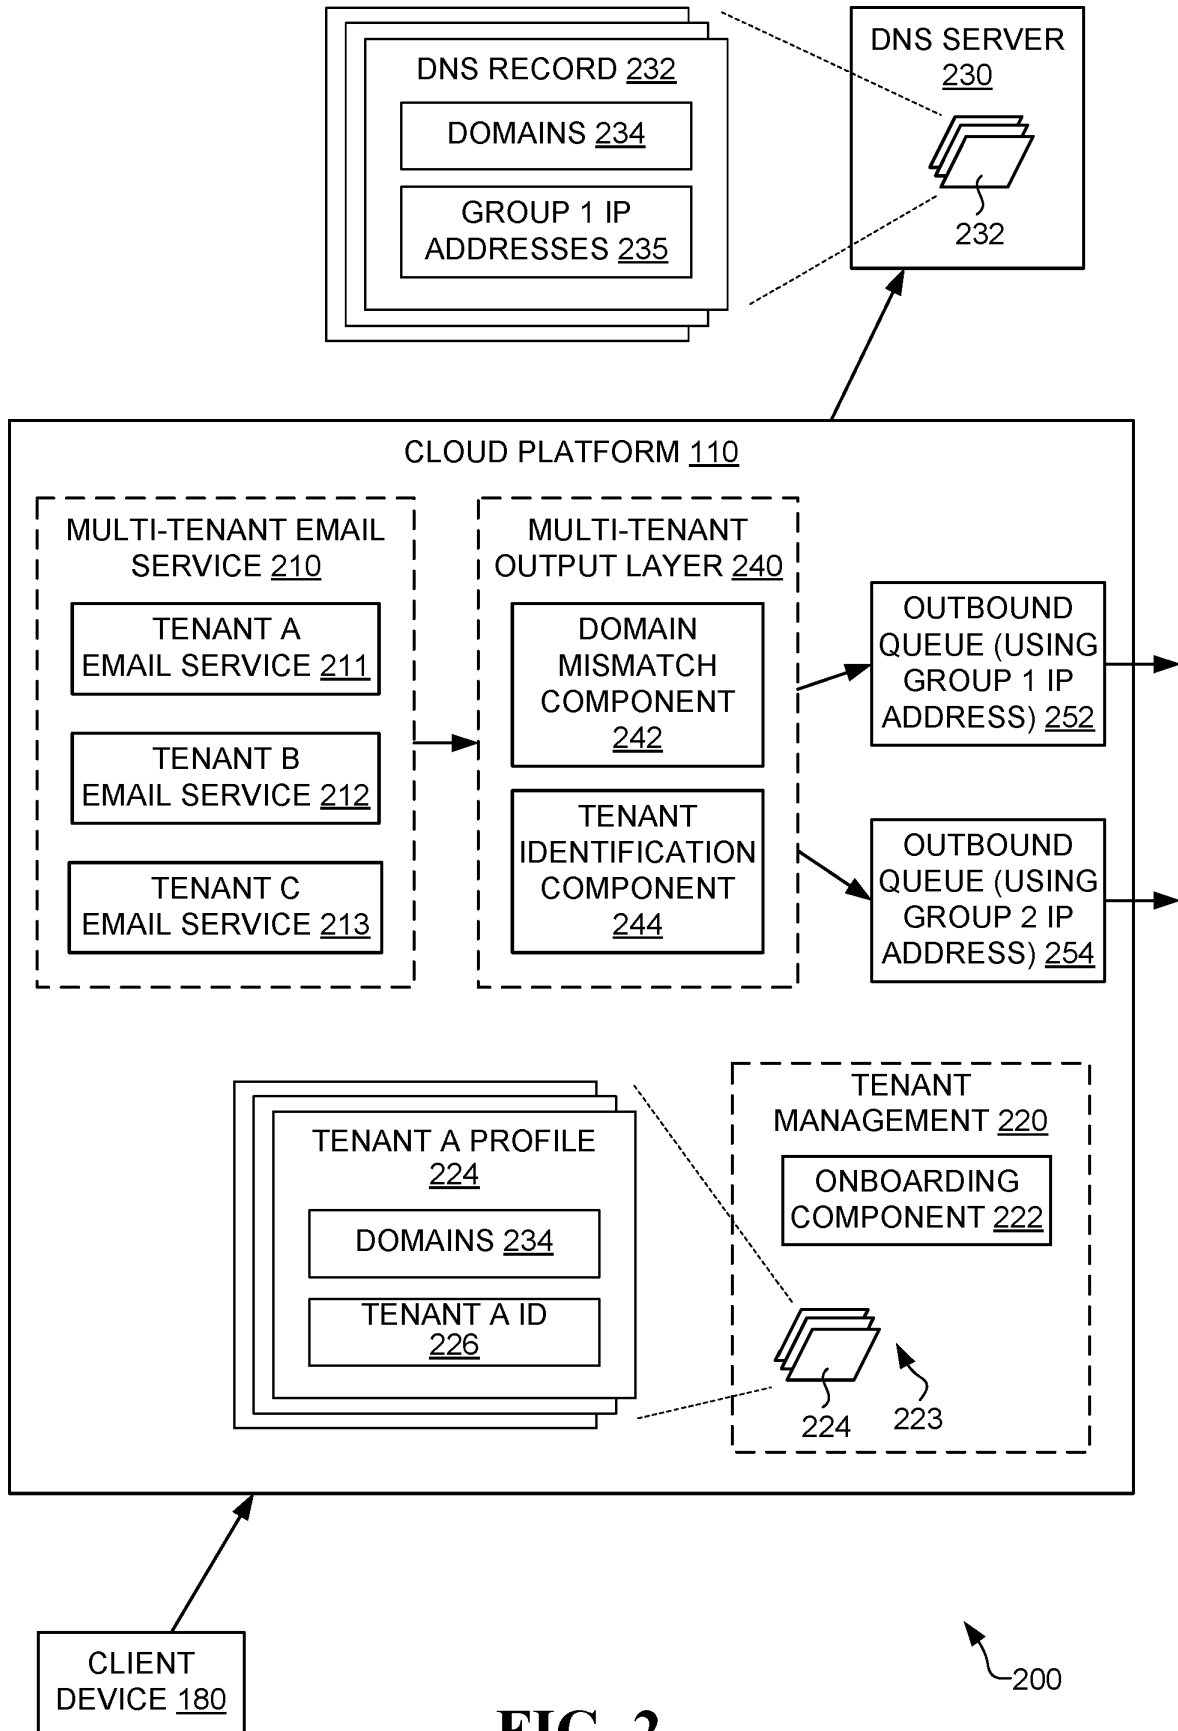 DNS RECORD 232
DOMAINS 234
GROUP 1 IP
ADDRESSES 235
DNS SERVER
230
232
CLOUD PLATFORM 110
MULTI-TENANT EMAIL
SERVICE 210
TENANT A
EMAIL SERVICE 211
TENANT B
EMAIL SERVICE 212
TENANT C
EMAIL SERVICE 213
MULTI-TENANT
OUTPUT LAYER 240
DOMAIN
MISMATCH
COMPONENT
242
TENANT
IDENTIFICATION
COMPONENT
244
OUTBOUND
QUEUE (USING
GROUP 1 IP
ADDRESS) 252
OUTBOUND
QUEUE (USING
GROUP 2 IP
ADDRESS) 254
TENANT A PROFILE
224
DOMAINS 234
TENANT A ID
226
TENANT
MANAGEMENT 220
ONBOARDING
COMPONENT 222
224
223
CLIENT
DEVICE 180
200
FIG. 2